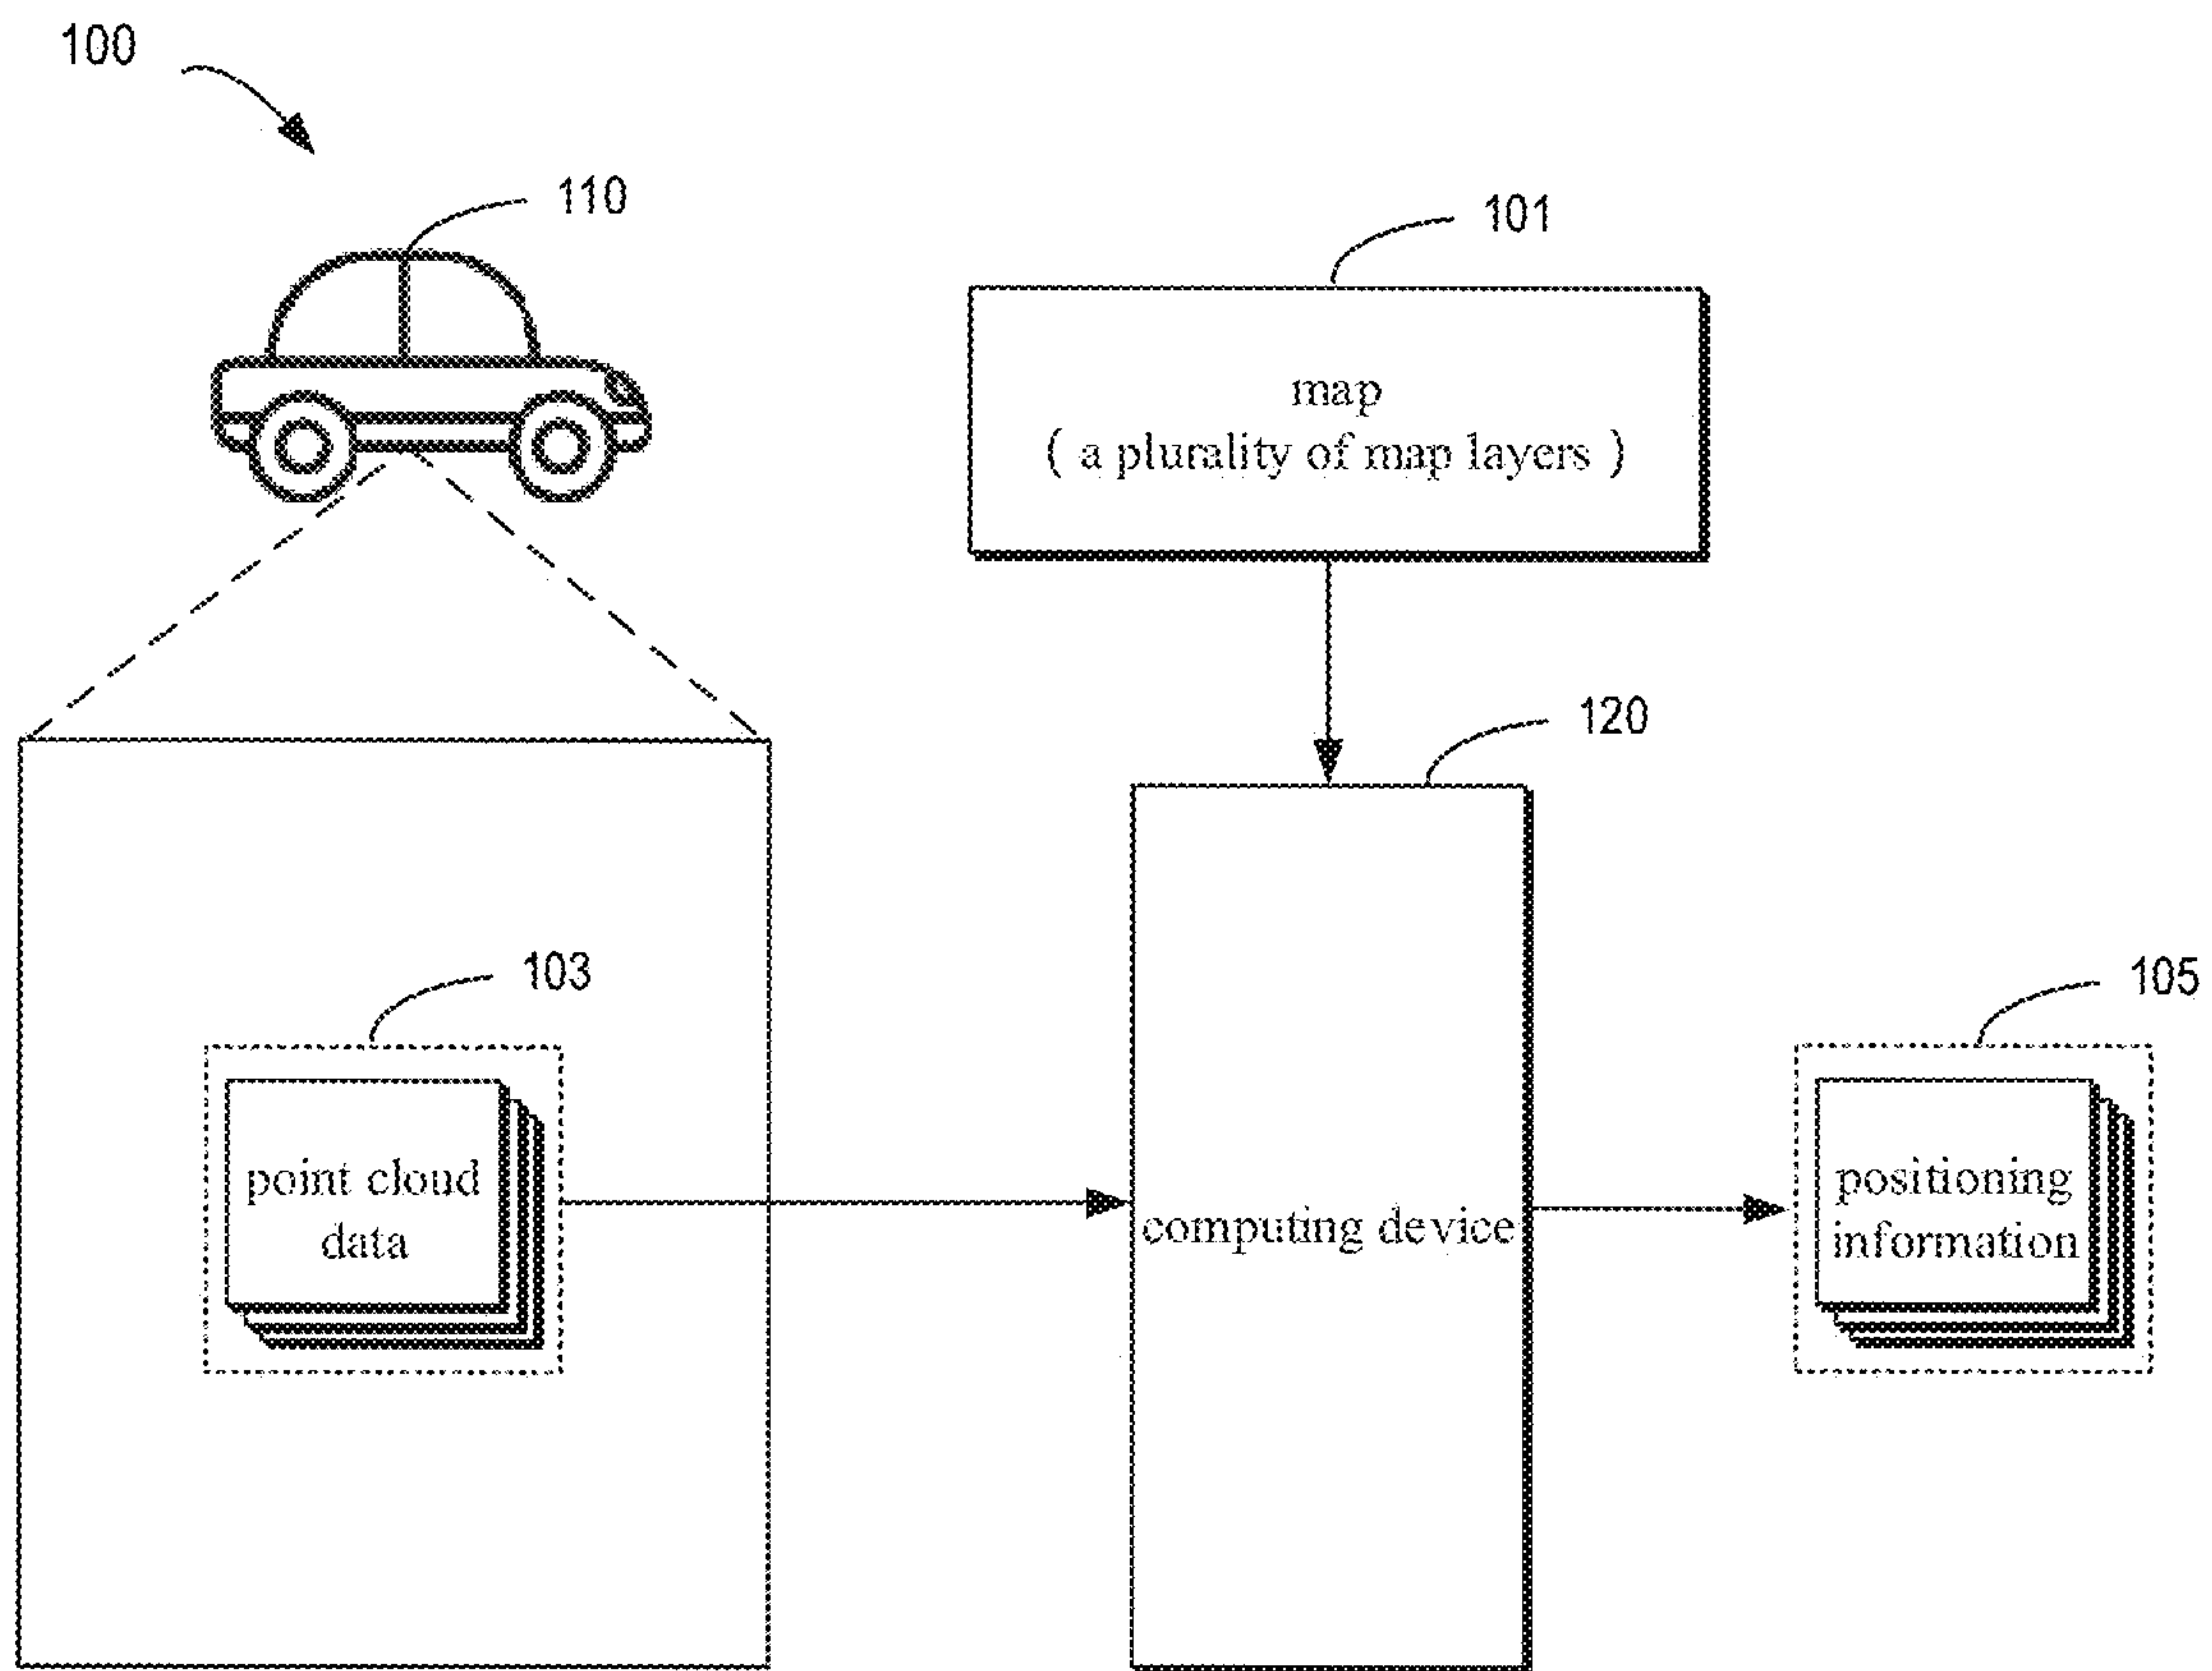 100
110
101
map
( a plurality of map layers )
120
103
105
point cloud
data
computing device
positioning
information